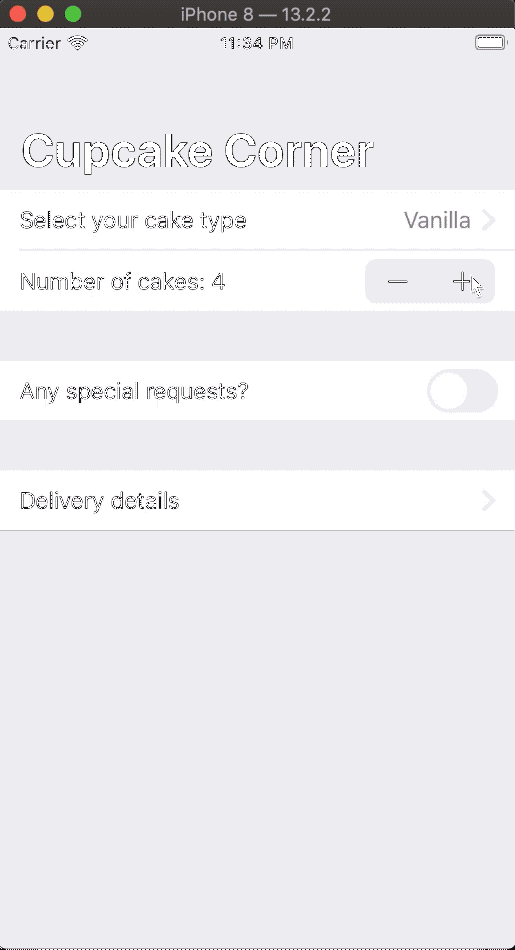 iPhone 8 — 13.2.2
Carrier 11:34 PM
Cupcake Corner
Select your cake type Vanilla
Number of cakes: 4
Any special requests?
Delivery details